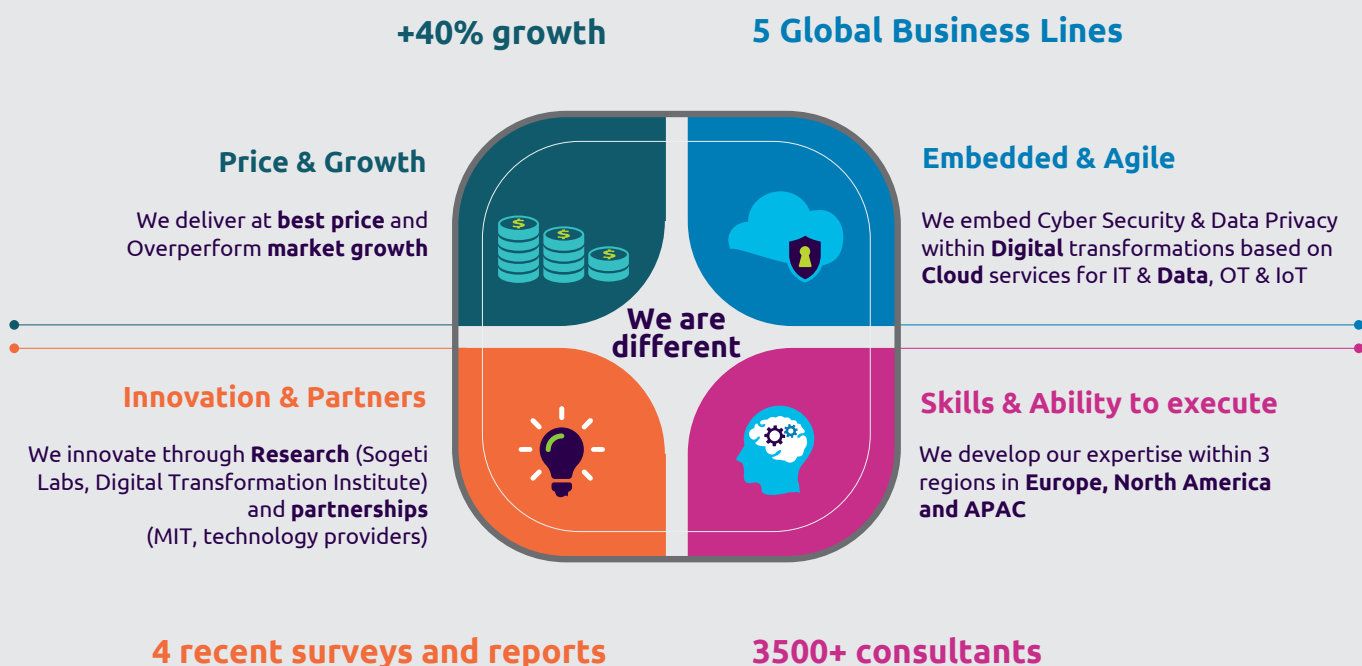 +40% growth
5 Global Business Lines
Price & Growth
We deliver at best price and
Overperform market growth
Embedded & Agile
We embed Cyber Security & Data Privacy
within Digital transformations based on
Cloud services for IT & Data, OT & IoT
We are
different
Innovation & Partners
We innovate through Research (Sogeti
Labs, Digital Transformation Institute)
and partnerships
(MIT, technology providers)
Skills & Ability to execute
We develop our expertise within 3
regions in Europe, North America
and APAC
4 recent surveys and reports
3500+ consultants